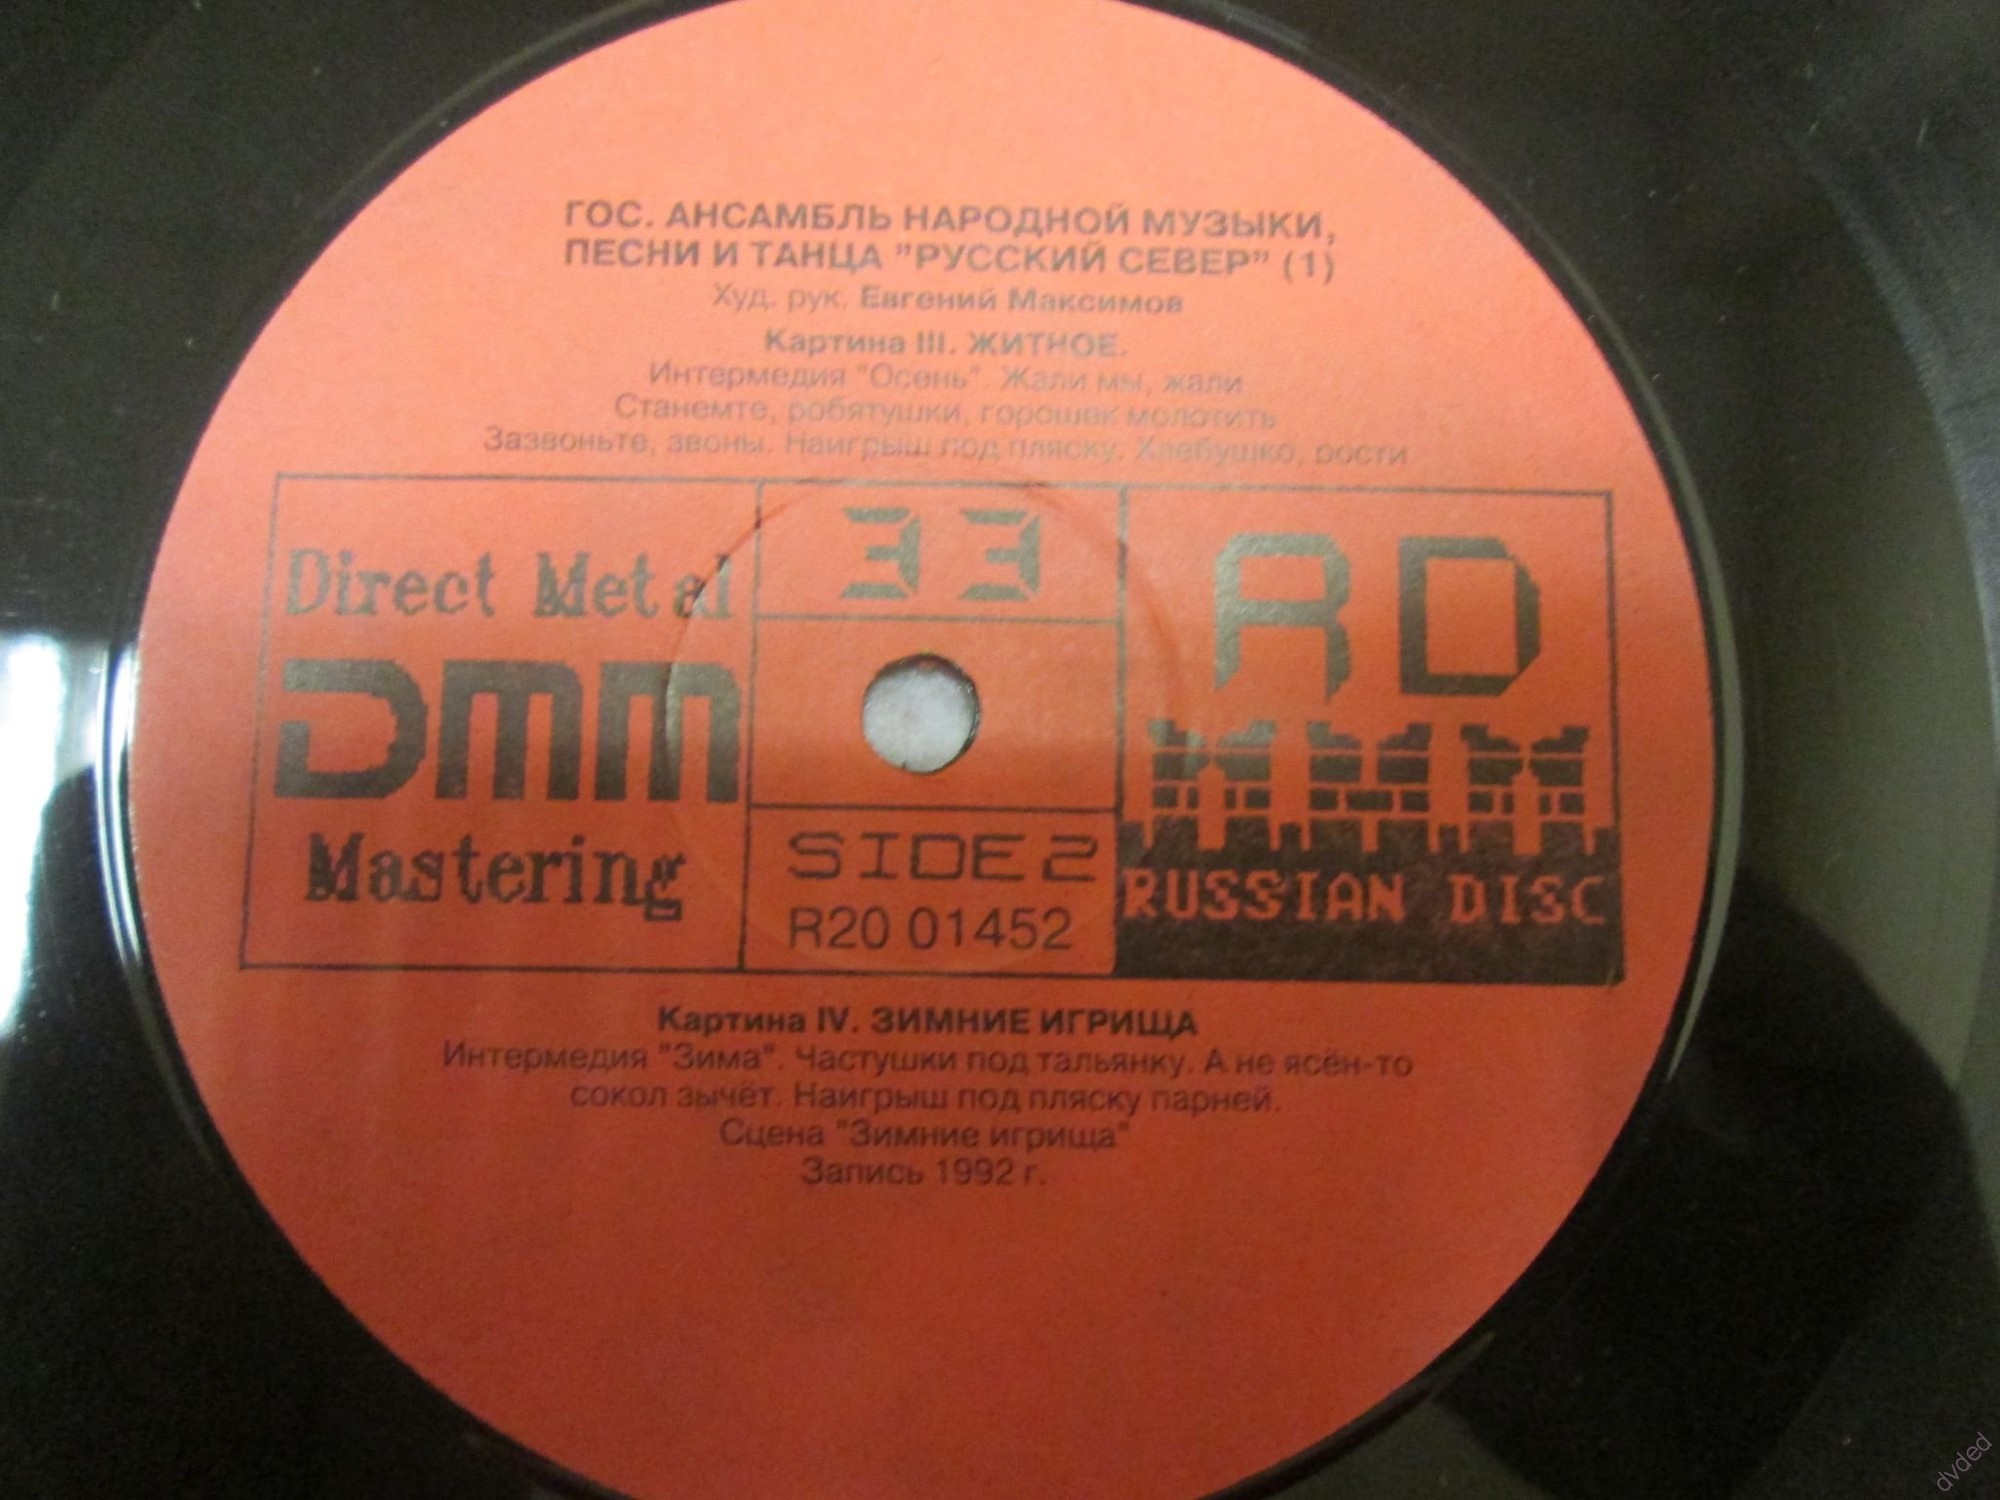 ГОС. АНСАМБЛЬ НАРОДНОЙ МУЗЫКИ,
ПЕСНИ И ТАНЦА "РУССКИЙ СЕВЕР" (1)
Худ. рук. Евгений Максимов
Картина III. ЖИТНОЕ.
Интермедия "Осень". Жали мы, жали
Станемте, робятушки, горошек молотить
Зазвоньте, звоны. Наигрыш под пляску. Хлебушко, рости
Direct Metal
DMM
Mastering
33
SIDE 2
R20 01452
RD
RUSSIAN DISC
Картина IV. ЗИМНИЕ ИГРИЩА
Интермедия "Зима". Частушки под тальянку. А не ясён-то
сокол зычёт. Наигрыш под пляску парней.
Сцена "Зимние игрища"
Запись 1992 г.
dvded